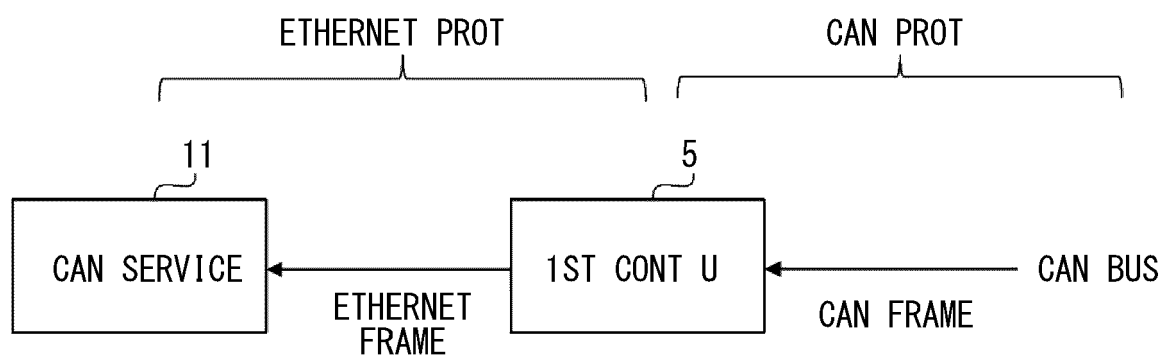 ETHERNET PROT
CAN PROT
11
5
CAN SERVICE
1ST CONT U
CAN BUS
ETHERNET
FRAME
CAN FRAME